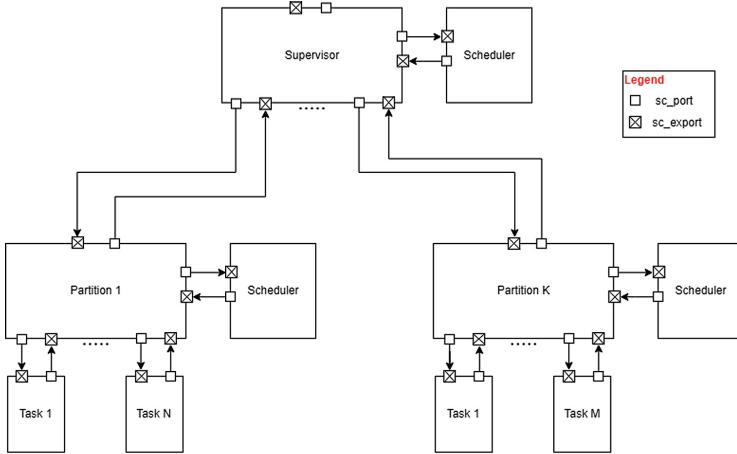 Supervisor
Scheduler
Legend
sc_port
sc_export
.....
Partition 1
Scheduler
Partition K
Scheduler
.....
.....
Task 1
Task N
Task 1
Task M